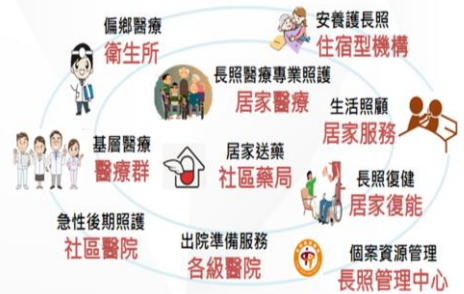 偏鄉醫療
衛生所
安養護長照
住宿型機構
長照醫療專業照護
居家醫療
生活照顧
居家服務
基層醫療
醫療群
居家送藥
社區藥局
長照復健
居家復能
急性後期照護
社區醫院
出院準備服務
各級醫院
個案資源管理
長照管理中心